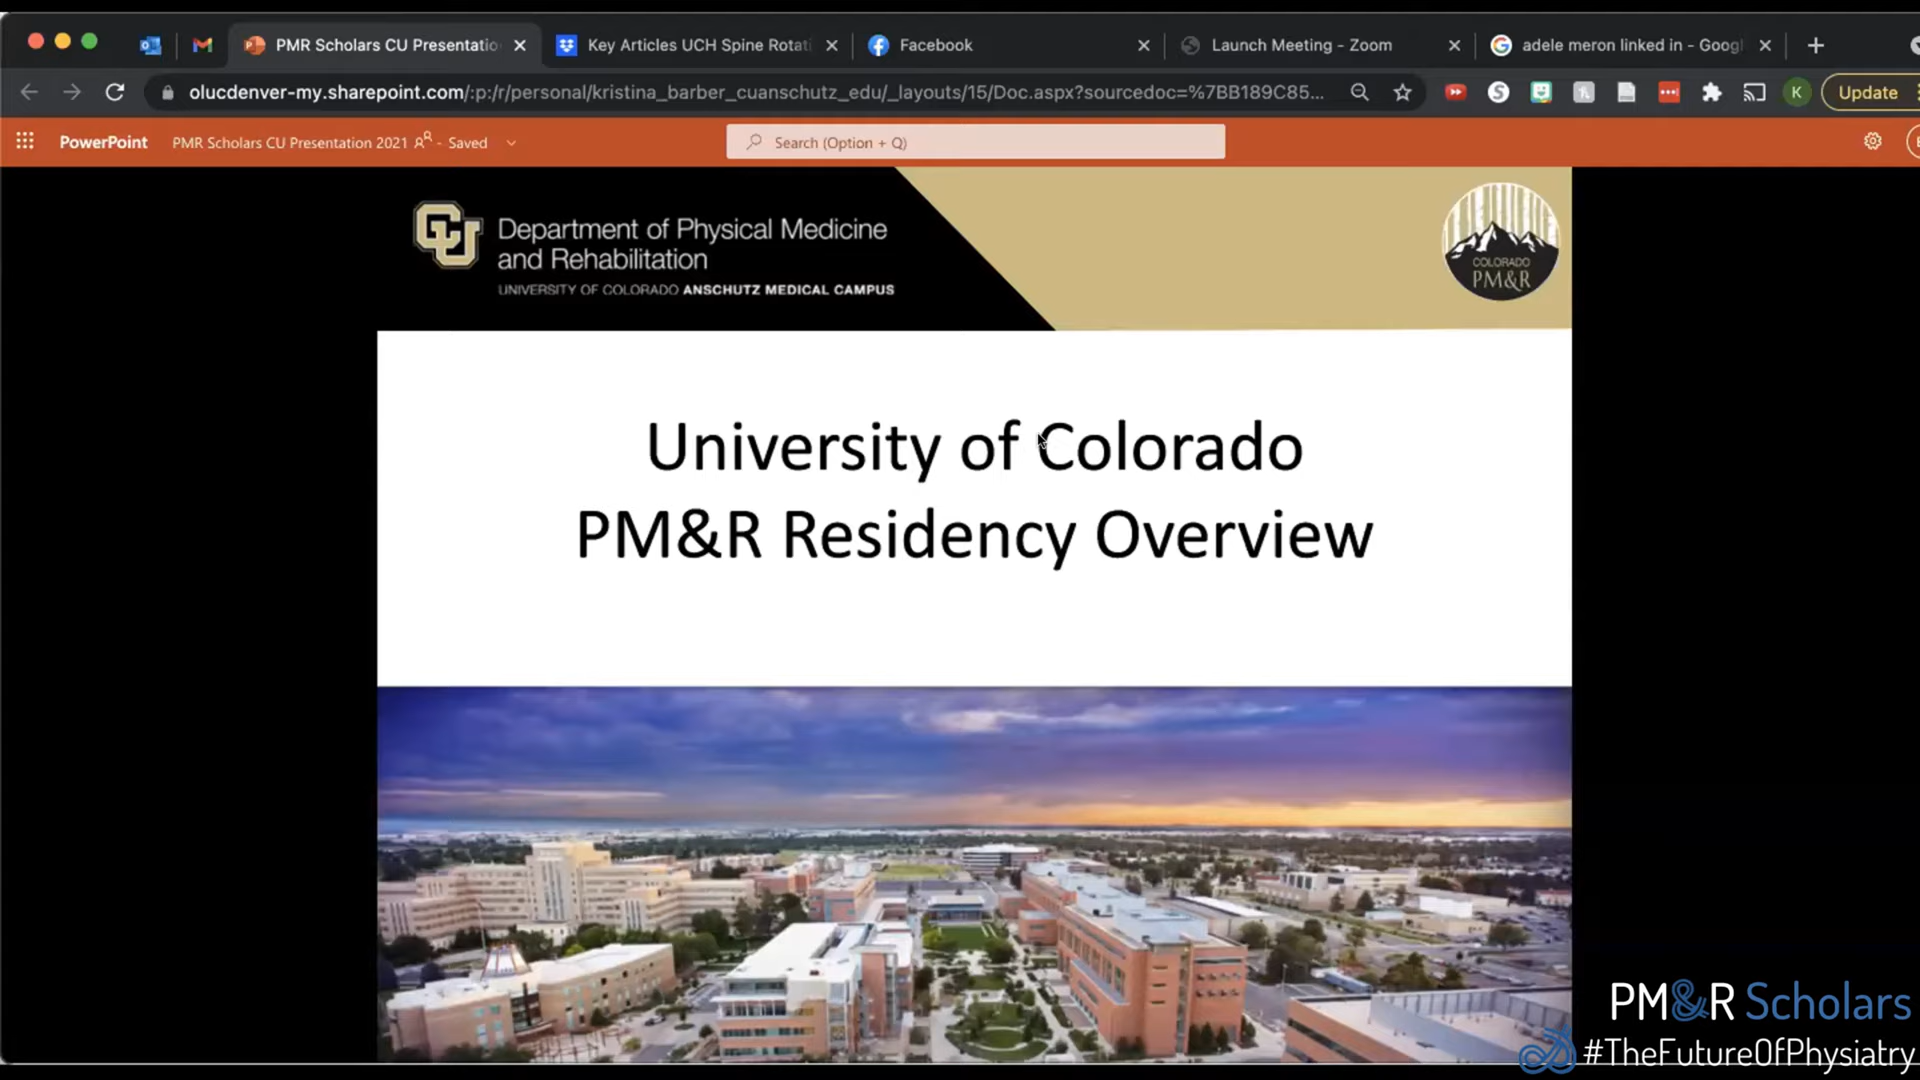 PMR Scholars CU Presentatio
Key Articles UCH Spine Rotat
Facebook
Launch Meeting - Zoom
adele meron linked in - Googl
olucdenver-my.sharepoint.com/:p:/r/personal/kristina_barber_cuanschutz_edu/_layouts/15/Doc.aspx?sourcedoc=%7BB189C85...
K
Update
PowerPoint
PMR Scholars CU Presentation 2021 - Saved
Search (Option + Q)
CU
Department of Physical Medicine
and Rehabilitation
UNIVERSITY OF COLORADO ANSCHUTZ MEDICAL CAMPUS
COLORADO
PM&R
University of Colorado
PM&R Residency Overview
PM&R Scholars
#TheFutureOfPhysiatry